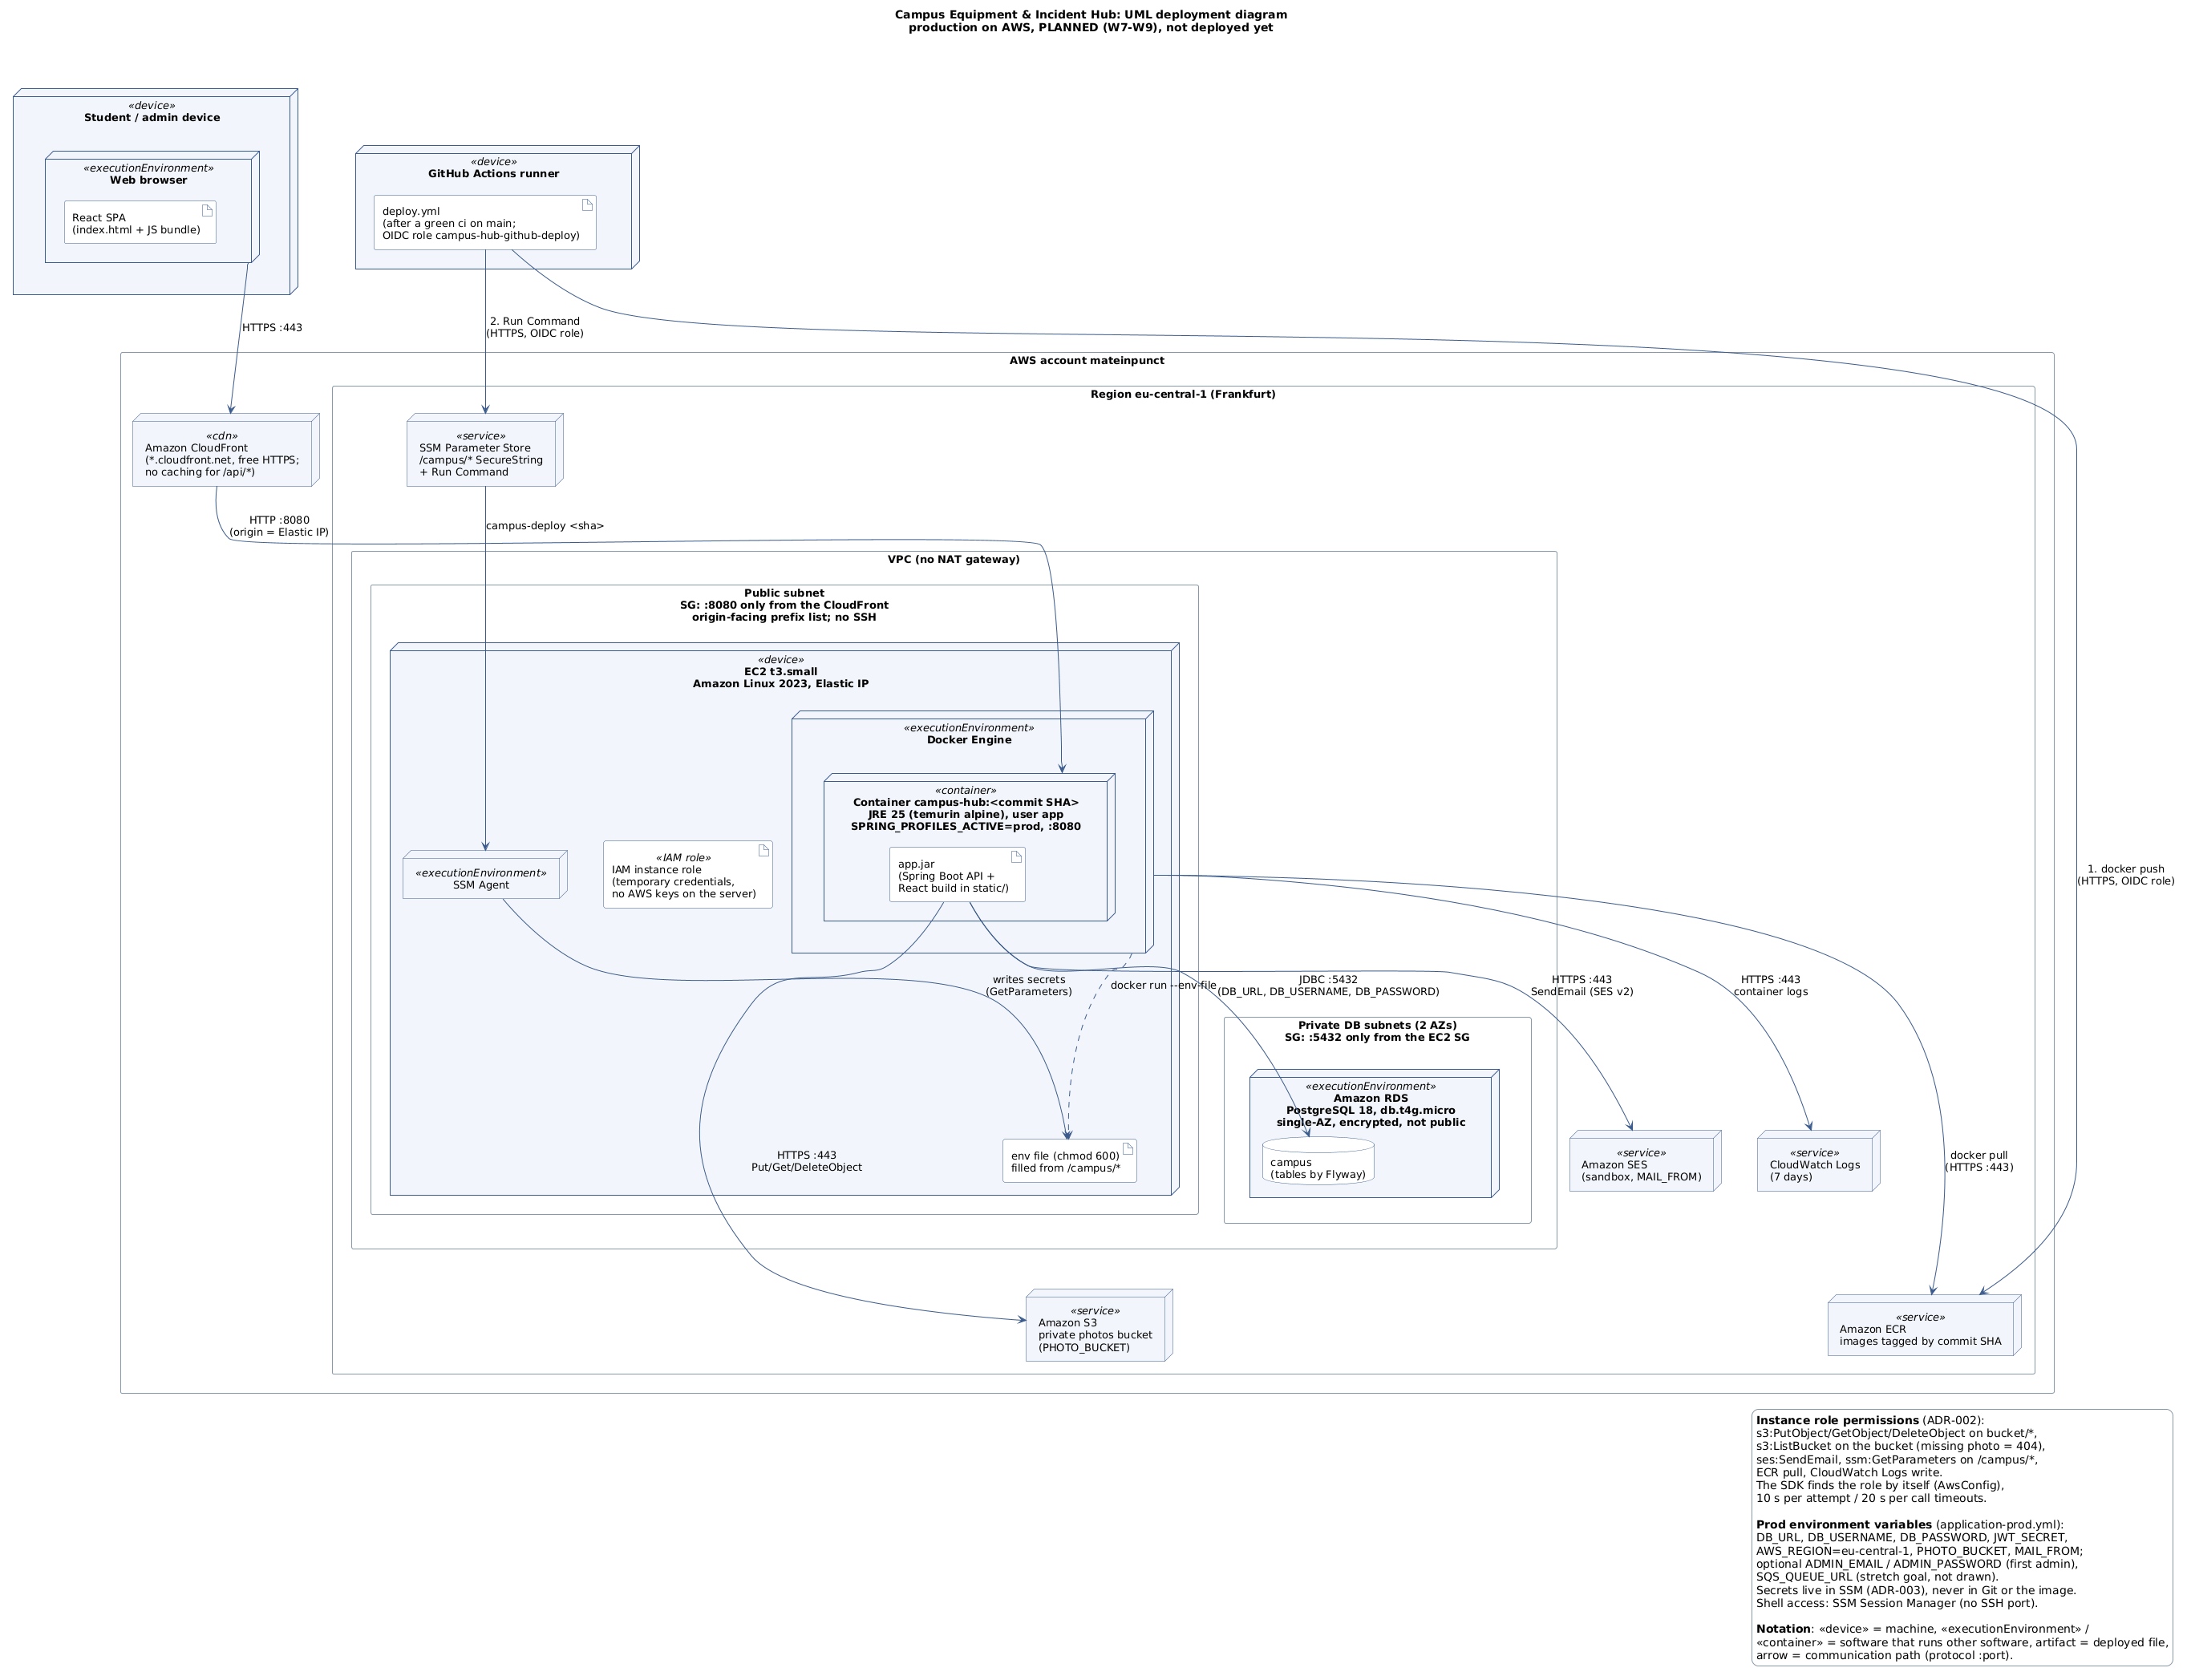 Campus Equipment & Incident Hub: UML deployment diagram
production on AWS, PLANNED (W7-W9), not deployed yet
«device»
Student / admin device
«executionEnvironment»
Web browser
React SPA
(index.html + JS bundle)
«device»
GitHub Actions runner
deploy.yml
(after a green ci on main;
OIDC role campus-hub-github-deploy)
HTTPS :443
2. Run Command
(HTTPS, OIDC role)
AWS account mateinpunct
Region eu-central-1 (Frankfurt)
«cdn»
Amazon CloudFront
(*.cloudfront.net, free HTTPS;
no caching for /api/*)
«service»
SSM Parameter Store
/campus/* SecureString
+ Run Command
HTTP :8080
(origin = Elastic IP)
campus-deploy <sha>
VPC (no NAT gateway)
Public subnet
SG: :8080 only from the CloudFront
origin-facing prefix list; no SSH
«device»
EC2 t3.small
Amazon Linux 2023, Elastic IP
«executionEnvironment»
Docker Engine
«container»
Container campus-hub:<commit SHA>
JRE 25 (temurin alpine), user app
SPRING_PROFILES_ACTIVE=prod, :8080
app.jar
(Spring Boot API +
React build in static/)
«executionEnvironment»
SSM Agent
«IAM role»
IAM instance role
(temporary credentials,
no AWS keys on the server)
1. docker push
(HTTPS, OIDC role)
writes secrets
(GetParameters)
docker run --env-file
JDBC :5432
(DB_URL, DB_USERNAME, DB_PASSWORD)
HTTPS :443
SendEmail (SES v2)
HTTPS :443
container logs
Private DB subnets (2 AZs)
SG: :5432 only from the EC2 SG
«executionEnvironment»
Amazon RDS
PostgreSQL 18, db.t4g.micro
single-AZ, encrypted, not public
campus
(tables by Flyway)
HTTPS :443
Put/Get/DeleteObject
env file (chmod 600)
filled from /campus/*
«service»
Amazon SES
(sandbox, MAIL_FROM)
«service»
CloudWatch Logs
(7 days)
docker pull
(HTTPS :443)
«service»
Amazon S3
private photos bucket
(PHOTO_BUCKET)
«service»
Amazon ECR
images tagged by commit SHA
Instance role permissions (ADR-002):
s3:PutObject/GetObject/DeleteObject on bucket/*,
s3:ListBucket on the bucket (missing photo = 404),
ses:SendEmail, ssm:GetParameters on /campus/*,
ECR pull, CloudWatch Logs write.
The SDK finds the role by itself (AwsConfig),
10 s per attempt / 20 s per call timeouts.
Prod environment variables (application-prod.yml):
DB_URL, DB_USERNAME, DB_PASSWORD, JWT_SECRET,
AWS_REGION=eu-central-1, PHOTO_BUCKET, MAIL_FROM;
optional ADMIN_EMAIL / ADMIN_PASSWORD (first admin),
SQS_QUEUE_URL (stretch goal, not drawn).
Secrets live in SSM (ADR-003), never in Git or the image.
Shell access: SSM Session Manager (no SSH port).
Notation: «device» = machine, «executionEnvironment» /
«container» = software that runs other software, artifact = deployed file,
arrow = communication path (protocol :port).